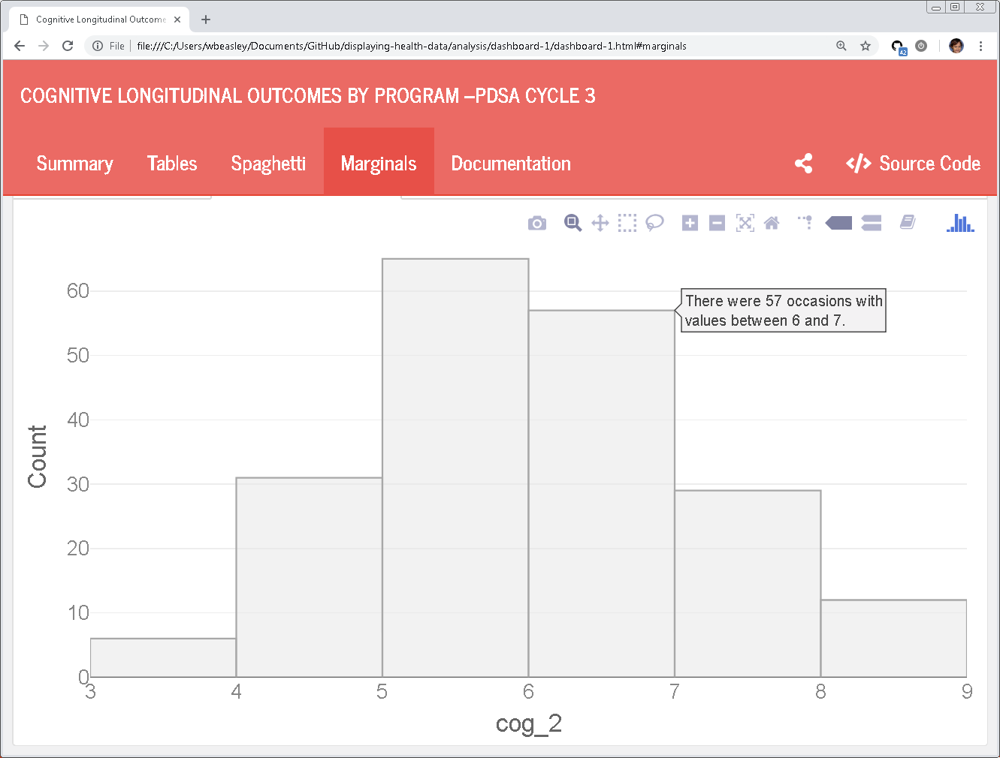 Cognitive Longitudinal Outcome
File
file:///C:/Users/wbeasley/Documents/GitHub/displaying-health-data/analysis/dashboard-1/dashboard-1.html#marginals
42
COGNITIVE LONGITUDINAL OUTCOMES BY PROGRAM –PDSA CYCLE 3
Summary Tables Spaghetti Marginals Documentation </> Source Code
There were 57 occasions with
values between 6 and 7.
60
50
40
30
20
10
0
Count
3 4 5 6 7 8 9
cog_2